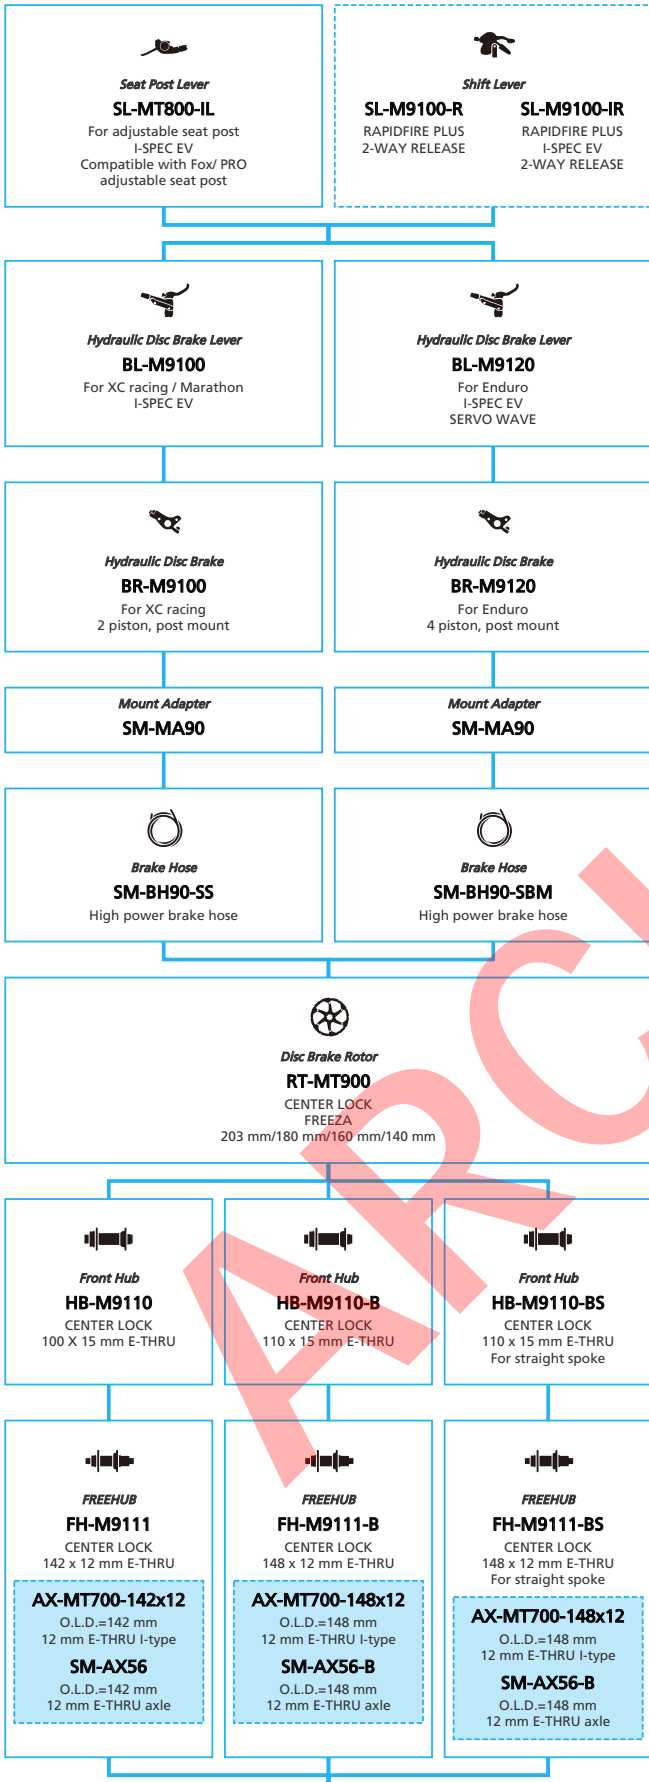 Seat Post Lever
SL-MT800-IL
For adjustable seat post
I-SPEC EV
Compatible with Fox/ PRO
adjustable seat post
Shift Lever
SL-M9100-R
RAPIDFIRE PLUS
2-WAY RELEASE
SL-M9100-IR
RAPIDFIRE PLUS
I-SPEC EV
2-WAY RELEASE
Hydraulic Disc Brake Lever
BL-M9100
For XC racing / Marathon
I-SPEC EV
Hydraulic Disc Brake Lever
BL-M9120
For Enduro
I-SPEC EV
SERVO WAVE
Hydraulic Disc Brake
BR-M9100
For XC racing
2 piston, post mount
Hydraulic Disc Brake
BR-M9120
For Enduro
4 piston, post mount
Mount Adapter
SM-MA90
Mount Adapter
SM-MA90
Brake Hose
SM-BH90-SS
High power brake hose
Brake Hose
SM-BH90-SBM
High power brake hose
Disc Brake Rotor
RT-MT900
CENTER LOCK
FREEZA
203 mm/180 mm/160 mm/140 mm
Front Hub
HB-M9110
CENTER LOCK
100 X 15 mm E-THRU
Front Hub
HB-M9110-B
CENTER LOCK
110 x 15 mm E-THRU
Front Hub
HB-M9110-BS
CENTER LOCK
110 x 15 mm E-THRU
For straight spoke
FREEHUB
FH-M9111
CENTER LOCK
142 x 12 mm E-THRU
AX-MT700-142x12
O.L.D.=142 mm
12 mm E-THRU I-type
SM-AX56
O.L.D.=142 mm
12 mm E-THRU axle
FREEHUB
FH-M9111-B
CENTER LOCK
148 x 12 mm E-THRU
AX-MT700-148x12
O.L.D.=148 mm
12 mm E-THRU I-type
SM-AX56-B
O.L.D.=148 mm
12 mm E-THRU axle
FREEHUB
FH-M9111-BS
CENTER LOCK
148 x 12 mm E-THRU
For straight spoke
AX-MT700-148x12
O.L.D.=148 mm
12 mm E-THRU I-type
SM-AX56-B
O.L.D.=148 mm
12 mm E-THRU axle
ARC